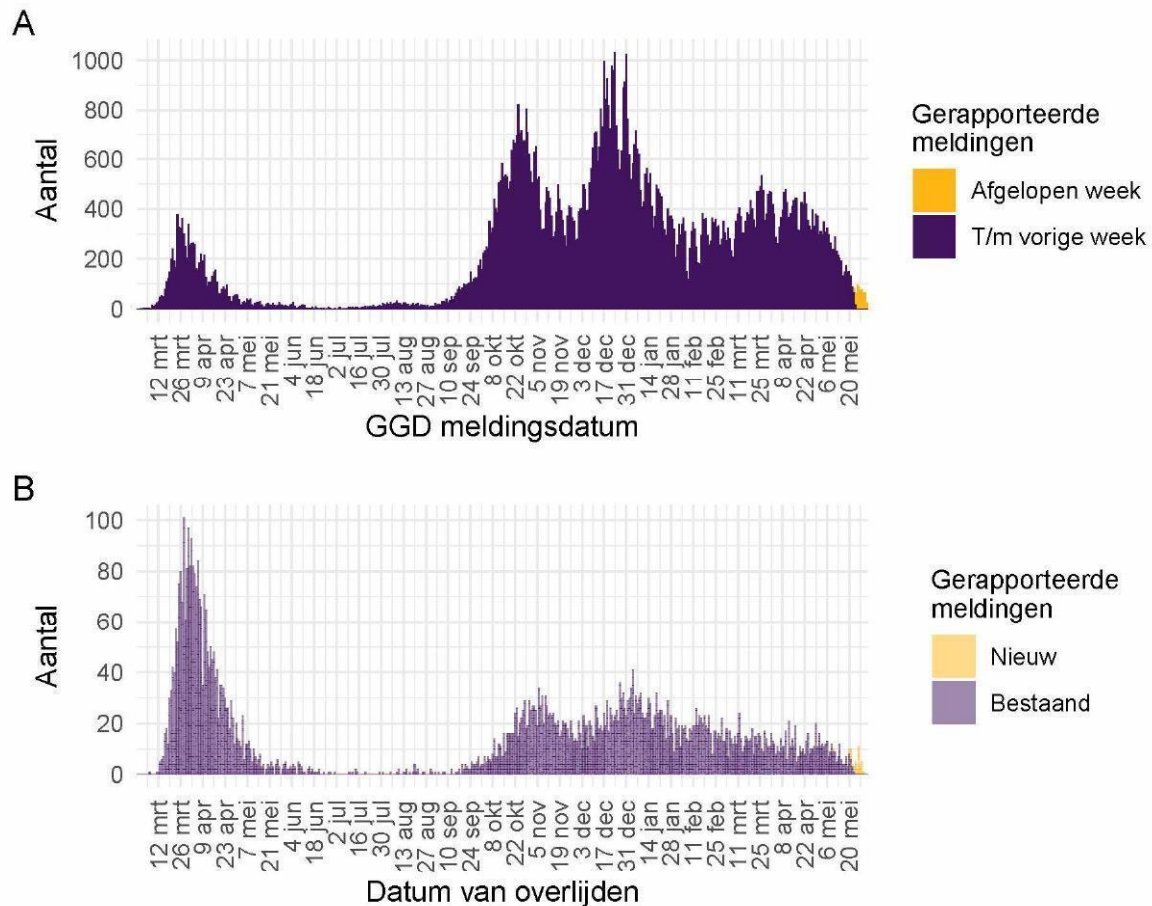 A
1000
800
600
400
200
0
Aantal
12 mrt
26 mrt
9 apr
23 apr
7 mei
21 mei
4 jun
18 jun
2 jul
16 jul
30 jul
13 aug
27 aug
10 sep
24 sep
8 okt
22 okt
5 nov
19 nov
3 dec
17 dec
31 dec
14 jan
28 jan
11 feb
25 feb
11 mrt
25 mrt
8 apr
22 apr
6 mei
20 mei
GGD meldingsdatum
Gerapporteerde
meldingen
Afgelopen week
T/m vorige week
B
100
80
60
40
20
0
Aantal
12 mrt
26 mrt
9 apr
23 apr
7 mei
21 mei
4 jun
18 jun
2 jul
16 jul
30 jul
13 aug
27 aug
10 sep
24 sep
8 okt
22 okt
5 nov
19 nov
3 dec
17 dec
31 dec
14 jan
28 jan
11 feb
25 feb
11 mrt
25 mrt
8 apr
22 apr
6 mei
20 mei
Datum van overlijden
Gerapporteerde
meldingen
Nieuw
Bestaand